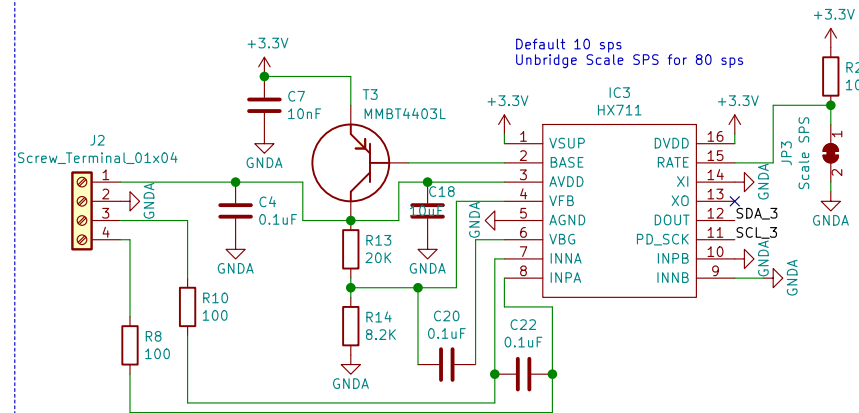 +3.3V
+3.3V
Default 10 sps
Unbridge Scale SPS for 80 sps
C7
10nF
GNDA
T3
MMBT4403L
+3.3V
IC3
HX711
+3.3V
R2
10
JP3
Scale SPS
1
2
GNDA
J2
Screw_Terminal_01x04
1
2
3
4
GNDA
C4
0.1uF
GNDA
C18
10uF
GNDA
GNDA
1 VSUP
2 BASE
3 AVDD
4 VFB
5 AGND
6 VBG
7 INNA
8 INPA
DVDD 16
RATE 15
XI 14
XO 13
DOUT 12
PD_SCK 11
INPB 10
INNB 9
GNDA
SDA_3
SCL_3
GNDA
GNDA
R13
20K
R10
100
R14
8.2K
GNDA
R8
100
C20
0.1uF
C22
0.1uF